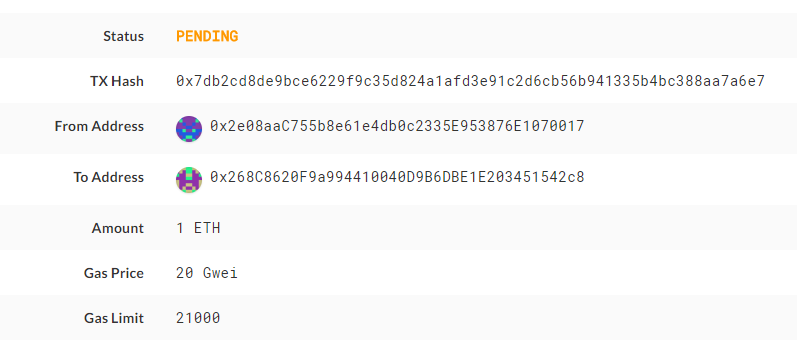 Status PENDING
TX Hash 0x7db2cd8de9bce6229f9c35d824a1afd3e91c2d6cb56b941335b4bc388aa7a6e7
From Address 0x2e08aaC755b8e61e4db0c2335E953876E1070017
To Address 0x268C8620F9a994410040D9B6DBE1E203451542c8
Amount 1 ETH
Gas Price 20 Gwei
Gas Limit 21000